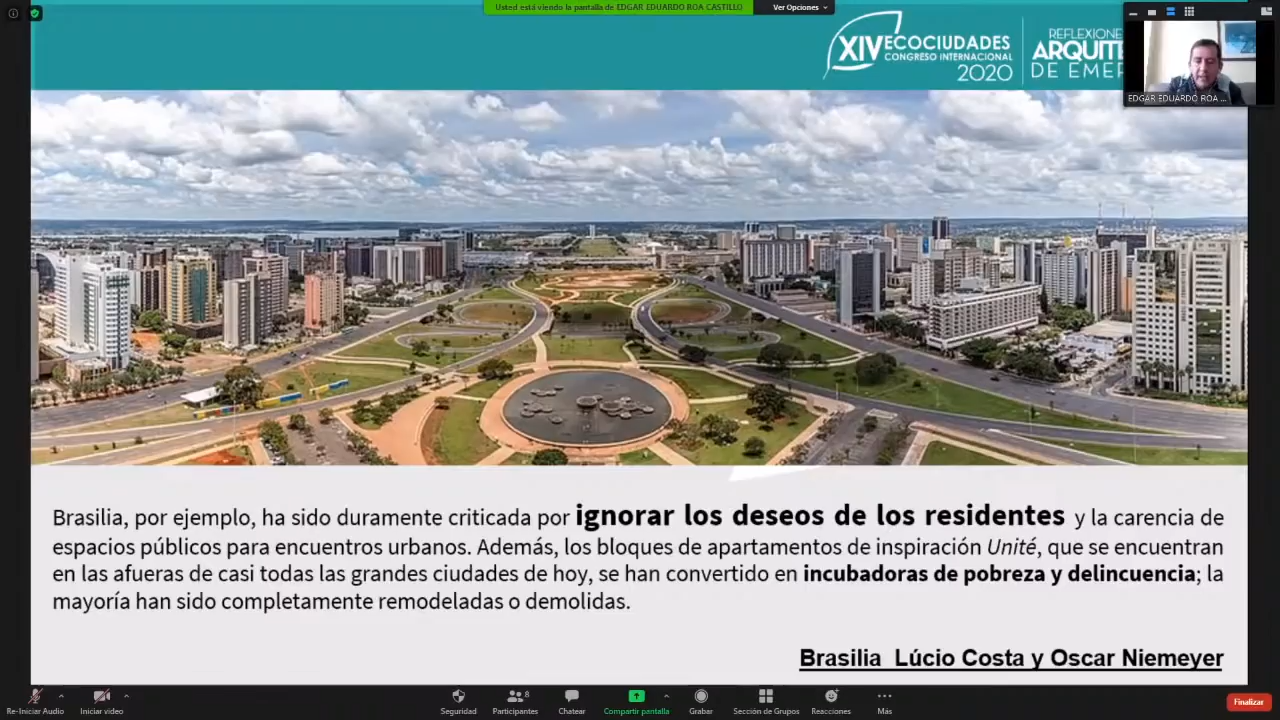 Usted está viendo la pantalla de EDGAR EDUARDO ROA CASTILLO
Ver Opciones
XIV ECOCIUDADES
CONGRESO INTERNACIONAL
2020
REFLEXIONE
ARQUITE
DE EMER
EDGAR EDUARDO ROA ...
Brasilia, por ejemplo, ha sido duramente criticada por ignorar los deseos de los residentes y la carencia de
espacios públicos para encuentros urbanos. Además, los bloques de apartamentos de inspiración Unité, que se encuentran
en las afueras de casi todas las grandes ciudades de hoy, se han convertido en incubadoras de pobreza y delincuencia; la
mayoría han sido completamente remodeladas o demolidas.
Brasilia Lúcio Costa y Oscar Niemeyer
8
Re-Iniciar Audio
Iniciar video
Seguridad
Participantes
Chatear
Compartir pantalla
Grabar
Sección de Grupos
Reacciones
Más
Finalizar